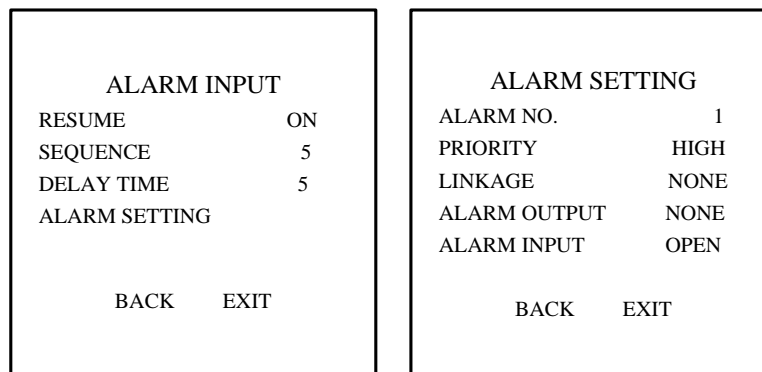 ALARM INPUT
RESUME ON
SEQUENCE 5
DELAY TIME 5
ALARM SETTING
BACK EXIT
ALARM SETTING
ALARM NO. 1
PRIORITY HIGH
LINKAGE NONE
ALARM OUTPUT NONE
ALARM INPUT OPEN
BACK EXIT